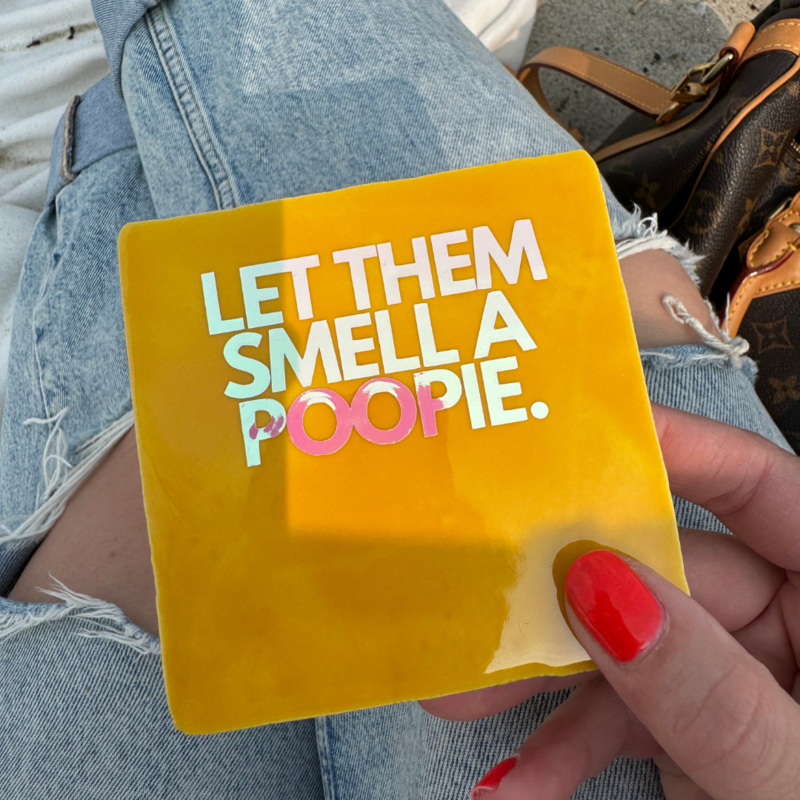 LET THEM
SMELL A
POOPIE.